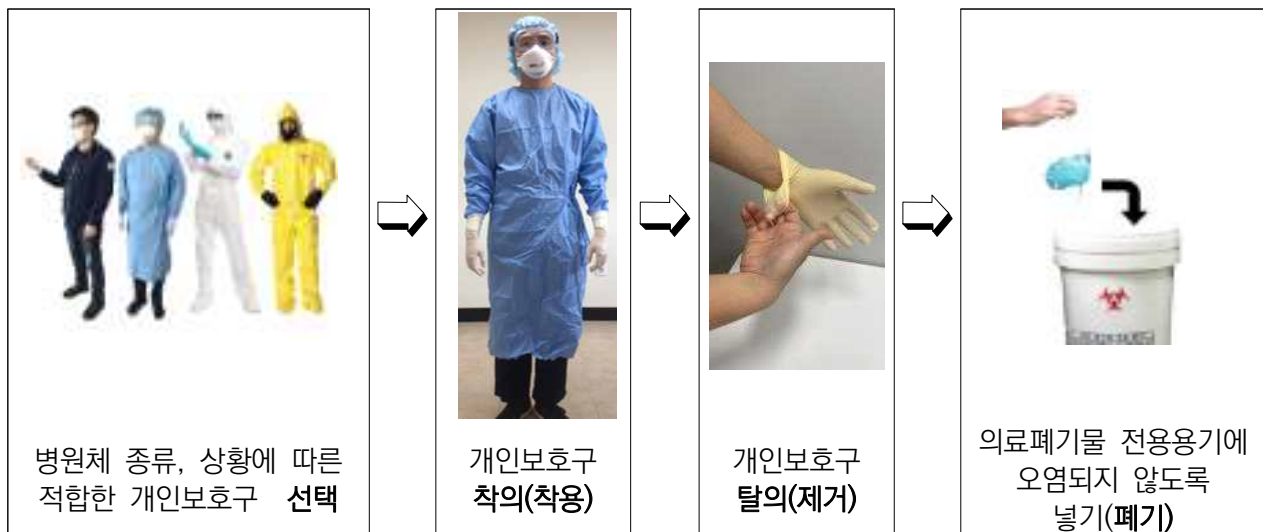 병원체 종류, 상황에 따른
적합한 개인보호구 선택
개인보호구
착의(착용)
개인보호구
탈의(제거)
의료폐기물 전용용기에
오염되지 않도록
넣기(폐기)